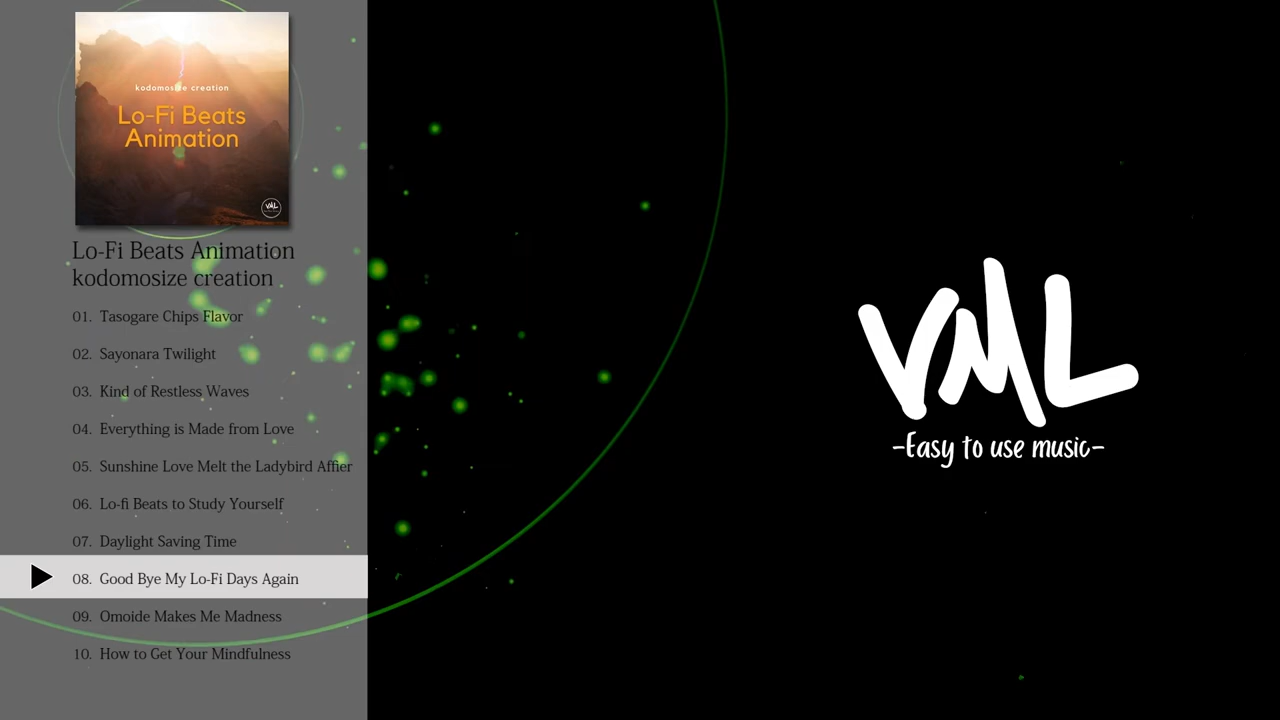 kodomosize creation
Lo-Fi Beats
Animation
VML
Lo-Fi Beats Animation
kodomosize creation
01. Tasogare Chips Flavor
02. Sayonara Twilight
03. Kind of Restless Waves
04. Everything is Made from Love
05. Sunshine Love Melt the Ladybird Affier
06. Lo-fi Beats to Study Yourself
07. Daylight Saving Time
08. Good Bye My Lo-Fi Days Again
09. Omoide Makes Me Madness
10. How to Get Your Mindfulness
VML
-Easy to use music-